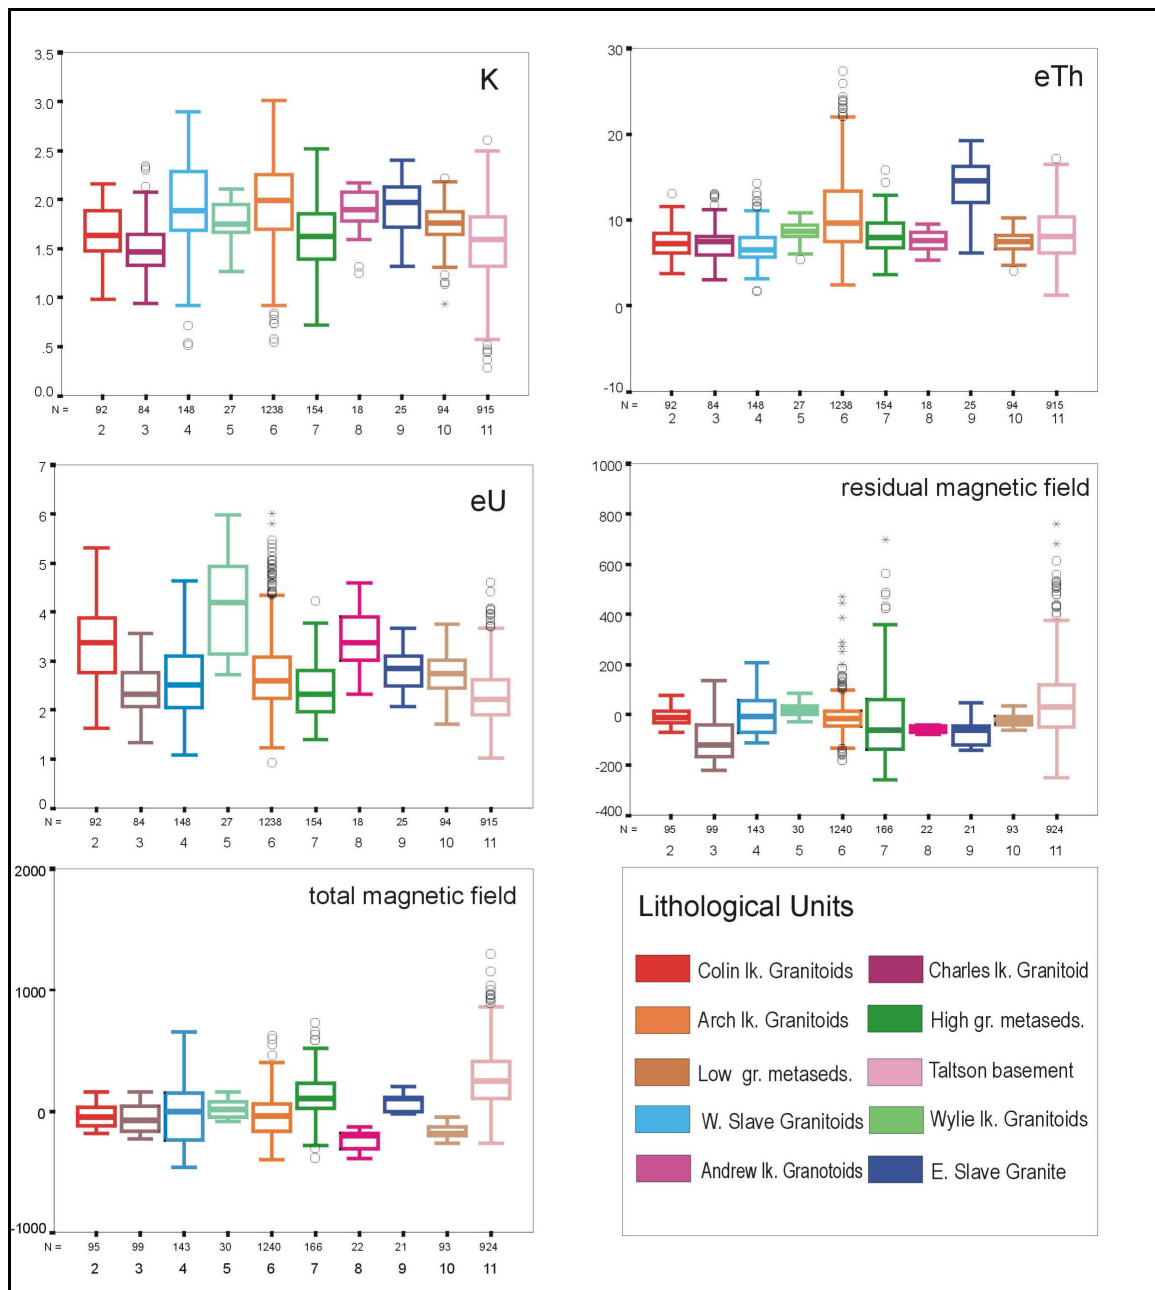 K
3.5
3.0
2.5
2.0
1.5
1.0
.5
0.0
N = 92 84 148 27 1238 154 18 25 94 915
2 3 4 5 6 7 8 9 10 11
eTh
30
20
10
0
-10
N = 92 84 148 27 1238 154 18 25 94 915
2 3 4 5 6 7 8 9 10 11
eU
7
6
5
4
3
2
1
0
N = 92 84 148 27 1238 154 18 25 94 915
2 3 4 5 6 7 8 9 10 11
residual magnetic field
1000
800
600
400
200
0
-200
-400
N = 95 99 143 30 1240 166 22 21 93 924
2 3 4 5 6 7 8 9 10 11
total magnetic field
2000
1000
0
-1000
N = 95 99 143 30 1240 166 22 21 93 924
2 3 4 5 6 7 8 9 10 11
Lithological Units
Colin lk. Granitoids
Charles lk. Granitoid
Arch lk. Granitoids
High gr. metaseds.
Low gr. metaseds.
Taltson basement
W. Slave Granitoids
Wylie lk. Granitoids
Andrew lk. Granotoids
E. Slave Granite